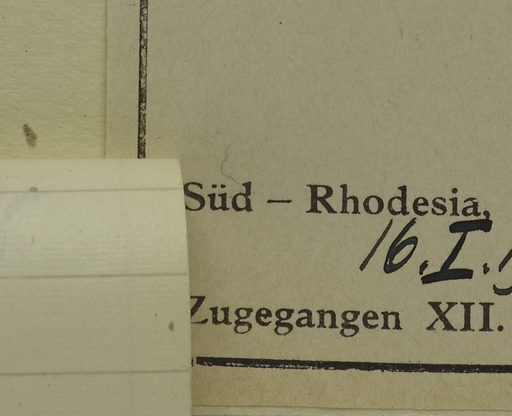 Süd – Rhodesia,
16.I.
Zugegangen XII.